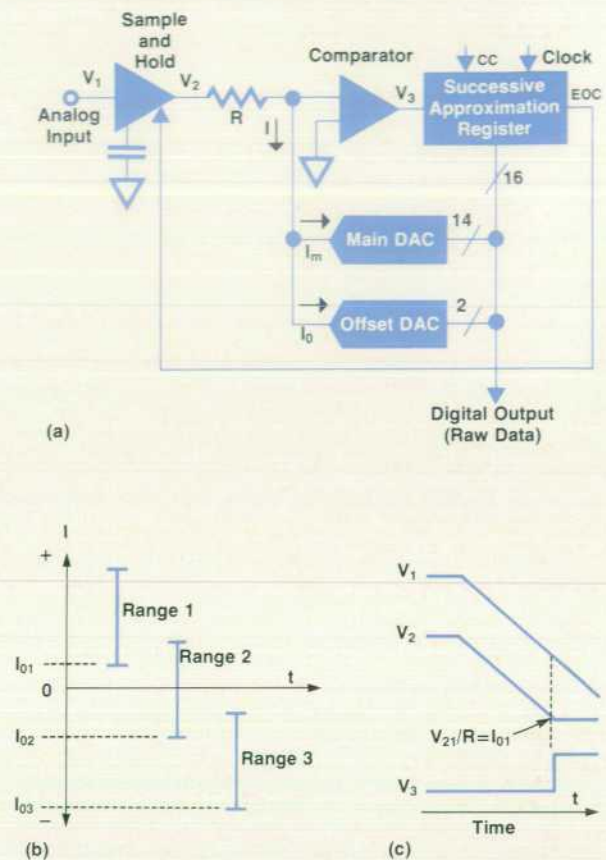 Sample
and
Hold
V1
V2
Analog
Input
R
I
Comparator
V3
CC
Clock
Successive
Approximation
Register
EOC
16
Main DAC
14
Im
Offset DAC
2
I0
Digital Output
(Raw Data)
(a)
I
+
Range 1
I01
Range 2
0
t
I02
Range 3
I03
–
(b)
V1
V2
V21/R=I01
V3
t
Time
(c)